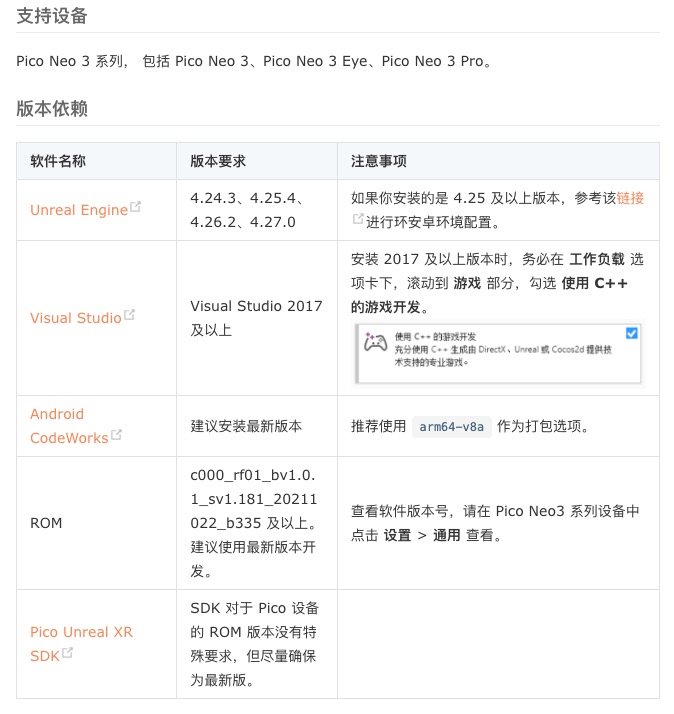 支持设备
Pico Neo 3 系列， 包括 Pico Neo 3、Pico Neo 3 Eye、Pico Neo 3 Pro。
版本依赖
软件名称
版本要求
注意事项
Unreal Engine
4.24.3、4.25.4、
4.26.2、4.27.0
如果你安装的是 4.25 及以上版本，参考该链接
进行环安卓环境配置。
Visual Studio
Visual Studio 2017
及以上
安装 2017 及以上版本时，务必在 工作负载 选
项卡下，滚动到 游戏 部分，勾选 使用 C++
的游戏开发。
使用 C++ 的游戏开发
充分使用 C++ 生成由 DirectX、Unreal 或 Cocos2d 提供技
术支持的专业游戏。
Android
CodeWorks
建议安装最新版本
推荐使用 arm64-v8a 作为打包选项。
ROM
c000_rf01_bv1.0.
1_sv1.181_20211
022_b335 及以上。
建议使用最新版本开
发。
查看软件版本号，请在 Pico Neo3 系列设备中
点击 设置 > 通用 查看。
Pico Unreal XR
SDK
SDK 对于 Pico 设备
的 ROM 版本没有特
殊要求，但尽量确保
为最新版。